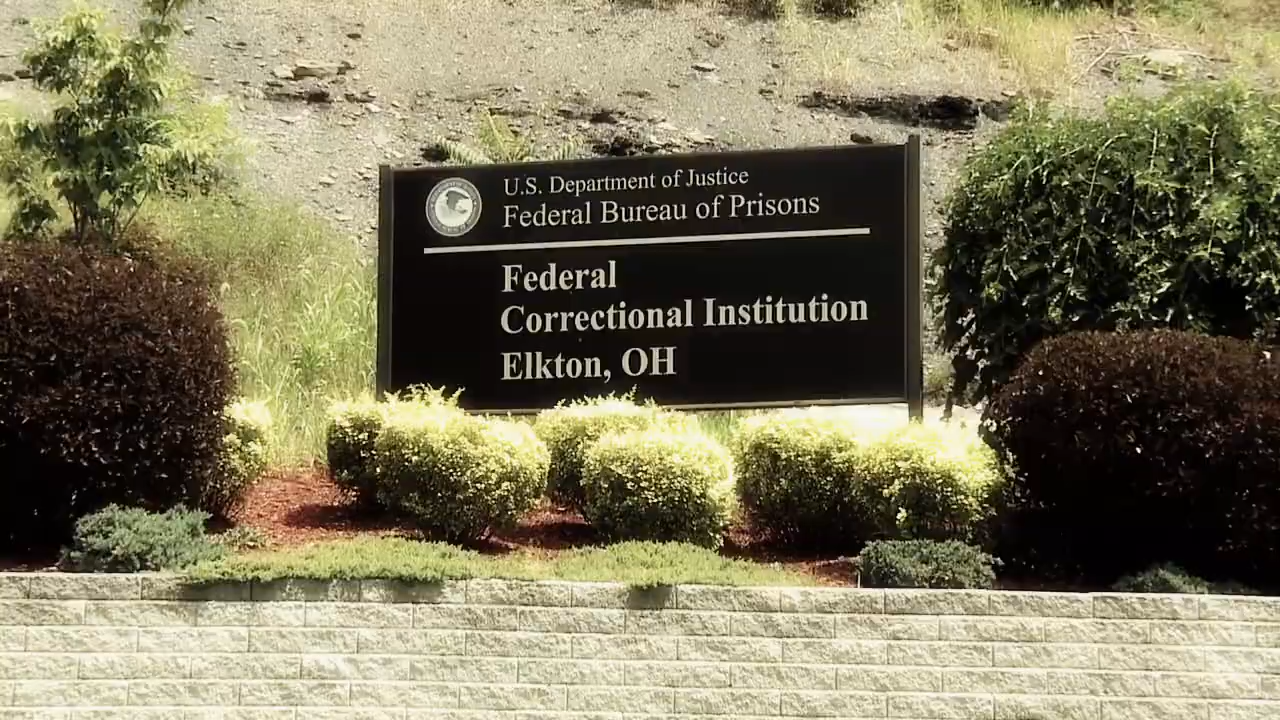 U.S. Department of Justice
Federal Bureau of Prisons
Federal
Correctional Institution
Elkton, OH